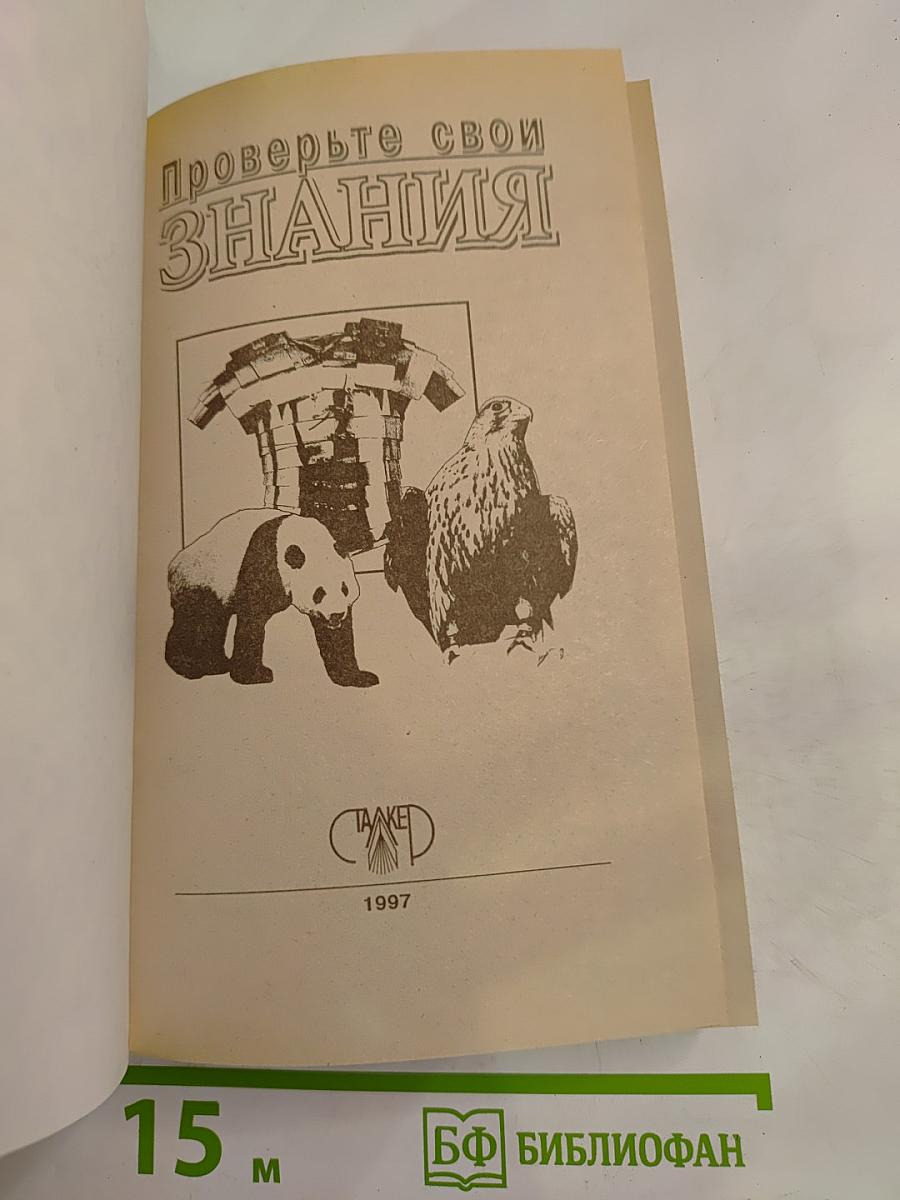 Проверьте свои
ЗНАНИЯ
СТАЛКЕР
1997
15 м
БФ БИБЛИОФАН